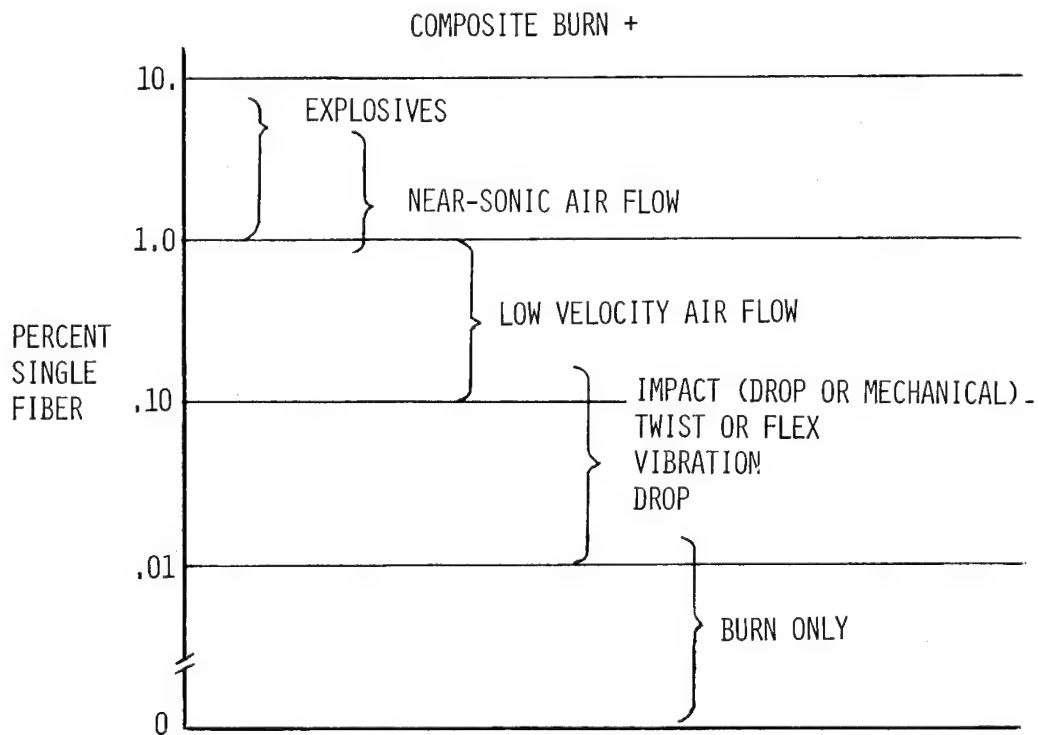 COMPOSITE BURN +
10.
EXPLOSIVES
NEAR-SONIC AIR FLOW
1.0
LOW VELOCITY AIR FLOW
PERCENT
SINGLE
FIBER
.10
IMPACT (DROP OR MECHANICAL)
TWIST OR FLEX
VIBRATION
DROP
.01
BURN ONLY
0